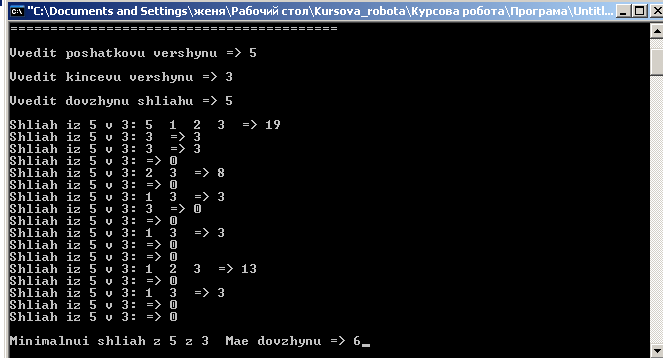 "C:\Documents and Settings\женя\Рабочий стол\Kursova_robota\Курсова робота\Програма\Untitl...
=========================================
Vvedit poshatkovu vershynu => 5
Vvedit kincevu vershynu => 3
Vvedit dovzhynu shliahu => 5
Shliah iz 5 v 3: 5  1  2  3  => 19
Shliah iz 5 v 3: 3  => 3
Shliah iz 5 v 3: 3  => 3
Shliah iz 5 v 3: => 0
Shliah iz 5 v 3: 2  3  => 8
Shliah iz 5 v 3: => 0
Shliah iz 5 v 3: 1  3  => 3
Shliah iz 5 v 3: 3  => 0
Shliah iz 5 v 3: => 0
Shliah iz 5 v 3: 1  3  => 3
Shliah iz 5 v 3: => 0
Shliah iz 5 v 3: => 0
Shliah iz 5 v 3: 1  2  3  => 13
Shliah iz 5 v 3: => 0
Shliah iz 5 v 3: 1  3  => 3
Shliah iz 5 v 3: => 0
Shliah iz 5 v 3: => 0
Minimalnui shliah z 5 z 3  Mae dovzhynu => 6_